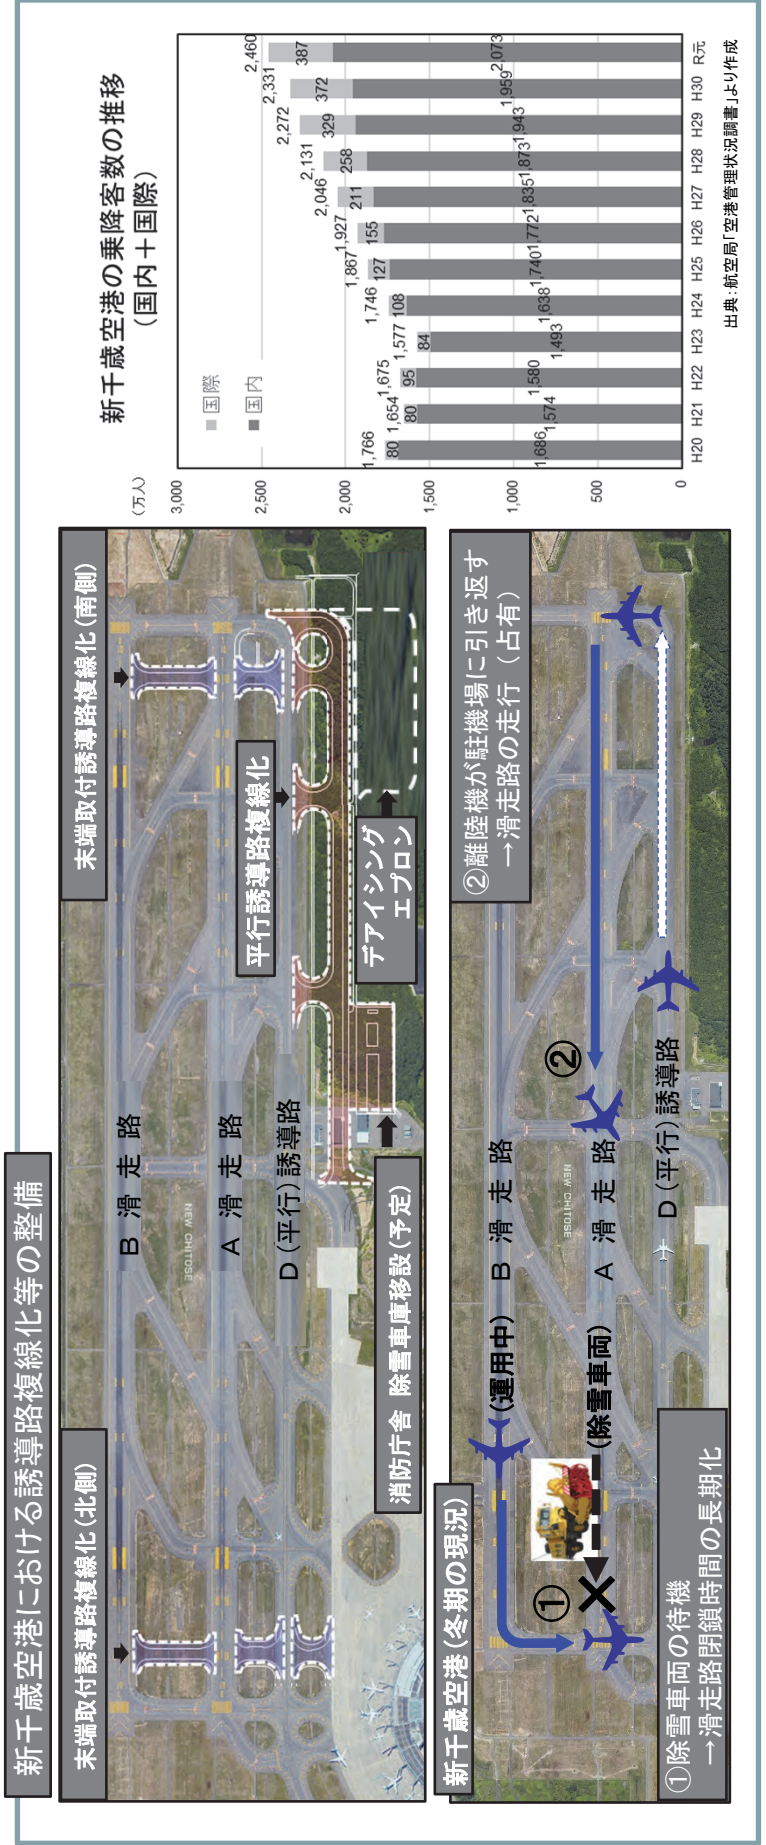 新千歳空港における誘導路複線化等の整備
末端取付誘導路複線化(北側)
末端取付誘導路複線化(南側)
B 滑 走 路
NEW CHITOSE
A 滑 走 路
D(平行)誘導路
平行誘導路複線化
消防庁舎 除雪車庫移設(予定)
デアイシング
エプロン
新千歳空港(冬期の現況)
②離陸機が駐機場に引き返す
→滑走路の走行(占有)
(運用中)
B 滑 走 路
NEW CHITOSE
①
②
(除雪車両)
A 滑 走 路
D(平行)誘導路
①除雪車両の待機
→滑走路閉鎖時間の長期化
新千歳空港の乗降客数の推移
(国内+国際)
(万人)
3,000
2,500
2,000
1,500
1,000
500
0
国際
国内
1,766 1,654 1,675 1,577 1,746 1,867 1,927 2,046 2,131 2,272 2,331 2,460
80 80 95 84 108 127 155 211 258 329 372 387
1,686 1,574 1,580 1,493 1,638 1,740 1,772 1,835 1,873 1,943 1,959 2,073
H20 H21 H22 H23 H24 H25 H26 H27 H28 H29 H30 R元
出典:航空局「空港管理状況調書」より作成